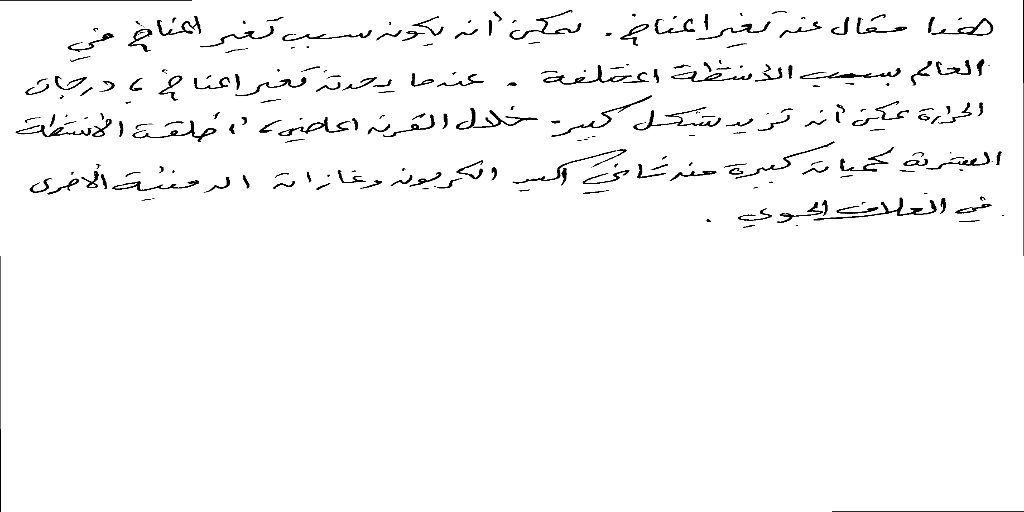 هذا مقال عن تغير المناخ. يمكن أن يكون سبب تغير المناخ في
العالم بسبب الأنشطة المختلفة. عندما يحدث تغير المناخ، درجات
الحرارة يمكن أن تزيد بشكل كبير. خلال القرن الماضي، أطلقت الأنشطة
البشرية كميات كبيرة من ثاني اكسيد الكربون وغازات الدفيئة الأخرى
في الغلاف الجوي.